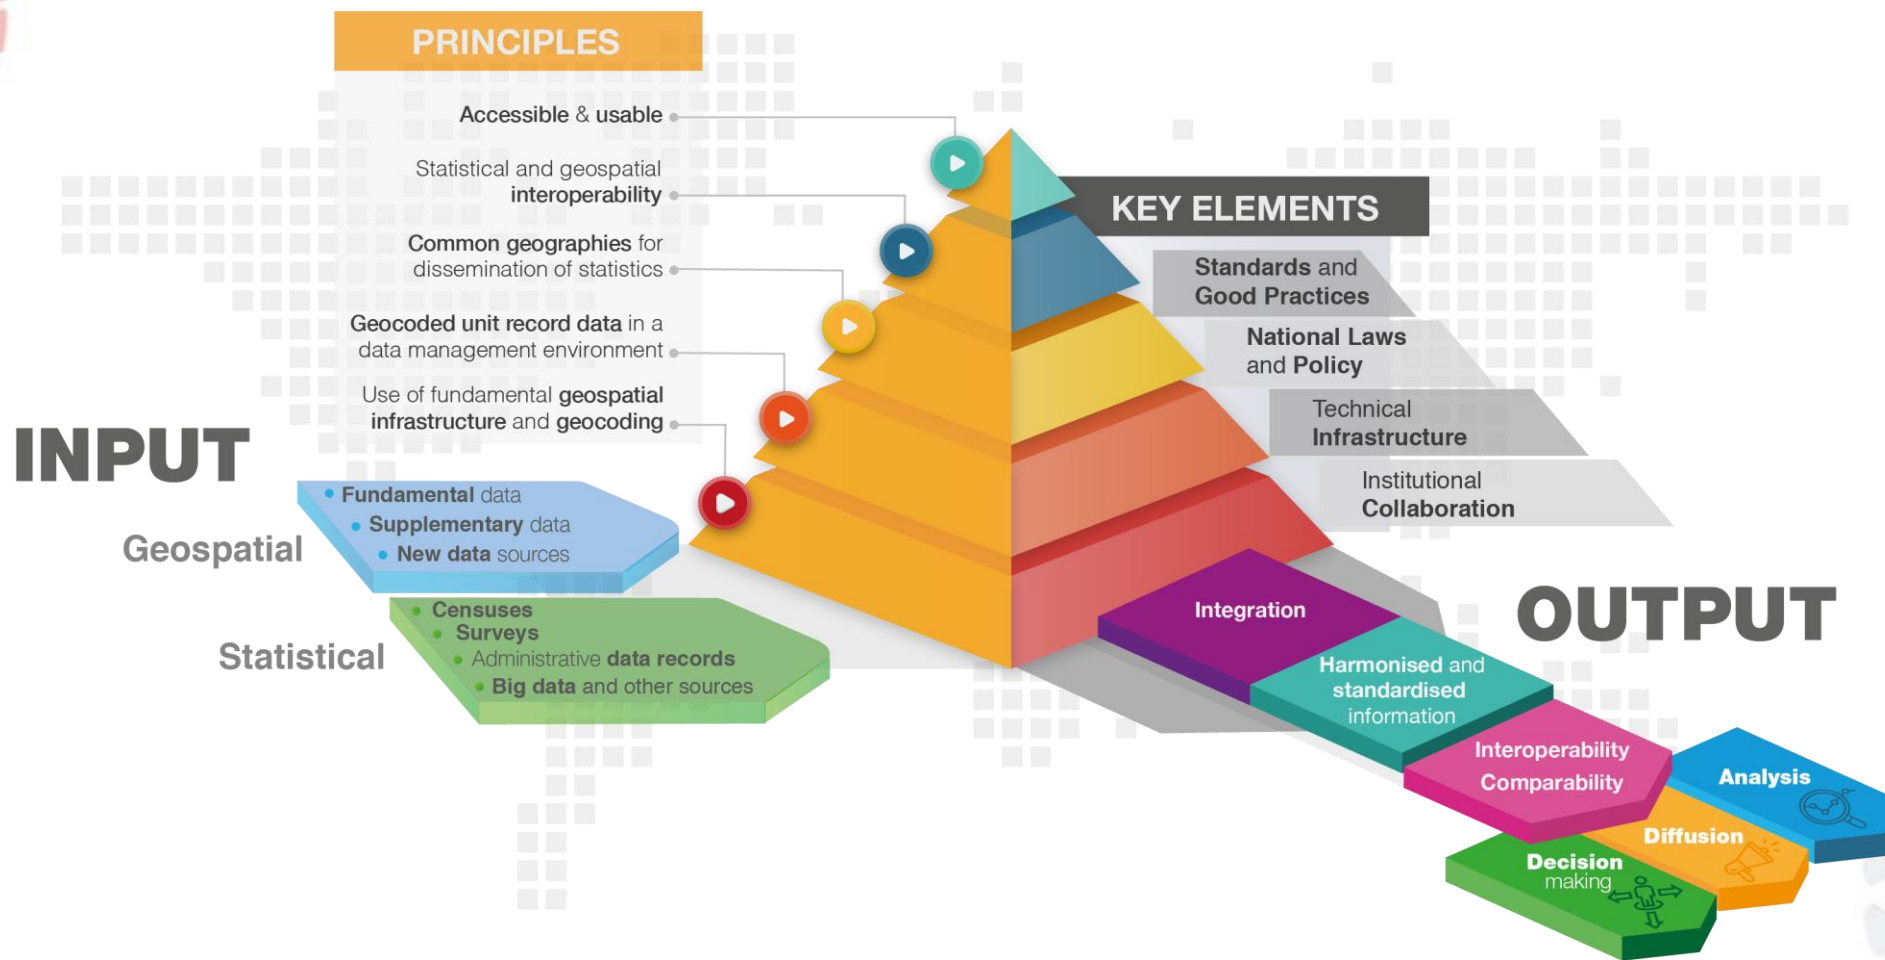 PRINCIPLES
Accessible & usable
Statistical and geospatial
interoperability
Common geographies for
dissemination of statistics
Geocoded unit record data in a
data management environment
Use of fundamental geospatial
infrastructure and geocoding
KEY ELEMENTS
Standards and
Good Practices
National Laws
and Policy
Technical
Infrastructure
Institutional
Collaboration
INPUT
Geospatial
Fundamental data
Supplementary data
New data sources
Statistical
Censuses
Surveys
Administrative data records
Big data and other sources
OUTPUT
Integration
Harmonised and
standardised
information
Interoperability
Comparability
Analysis
Diffusion
Decision
making